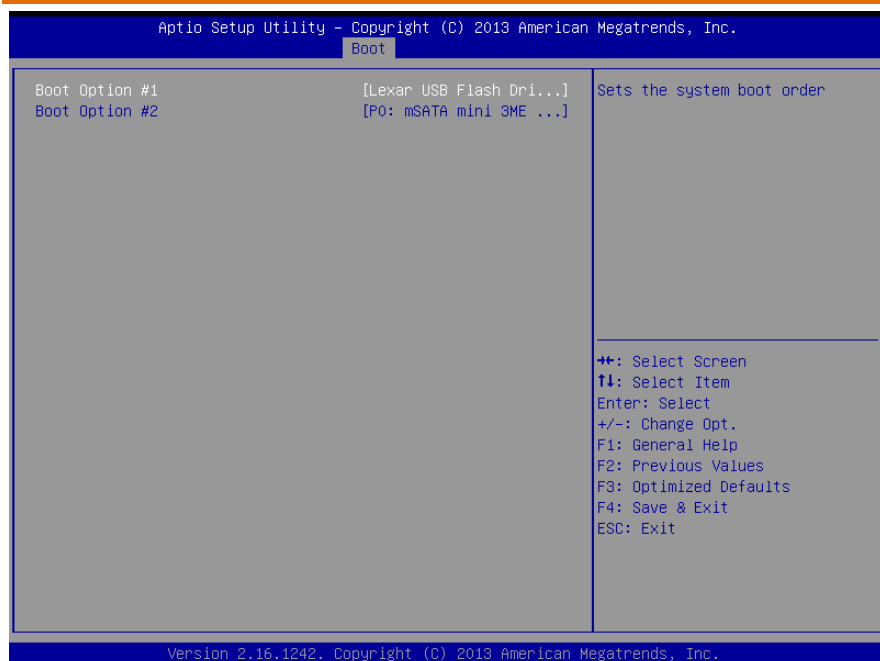 Aptio Setup Utility – Copyright (C) 2013 American Megatrends, Inc.
Boot
Boot Option #1 [Lexar USB Flash Dri...]
Boot Option #2 [P0: mSATA mini 3ME ...]
Sets the system boot order
→←: Select Screen
↑↓: Select Item
Enter: Select
+/-: Change Opt.
F1: General Help
F2: Previous Values
F3: Optimized Defaults
F4: Save & Exit
ESC: Exit
Version 2.16.1242. Copyright (C) 2013 American Megatrends, Inc.